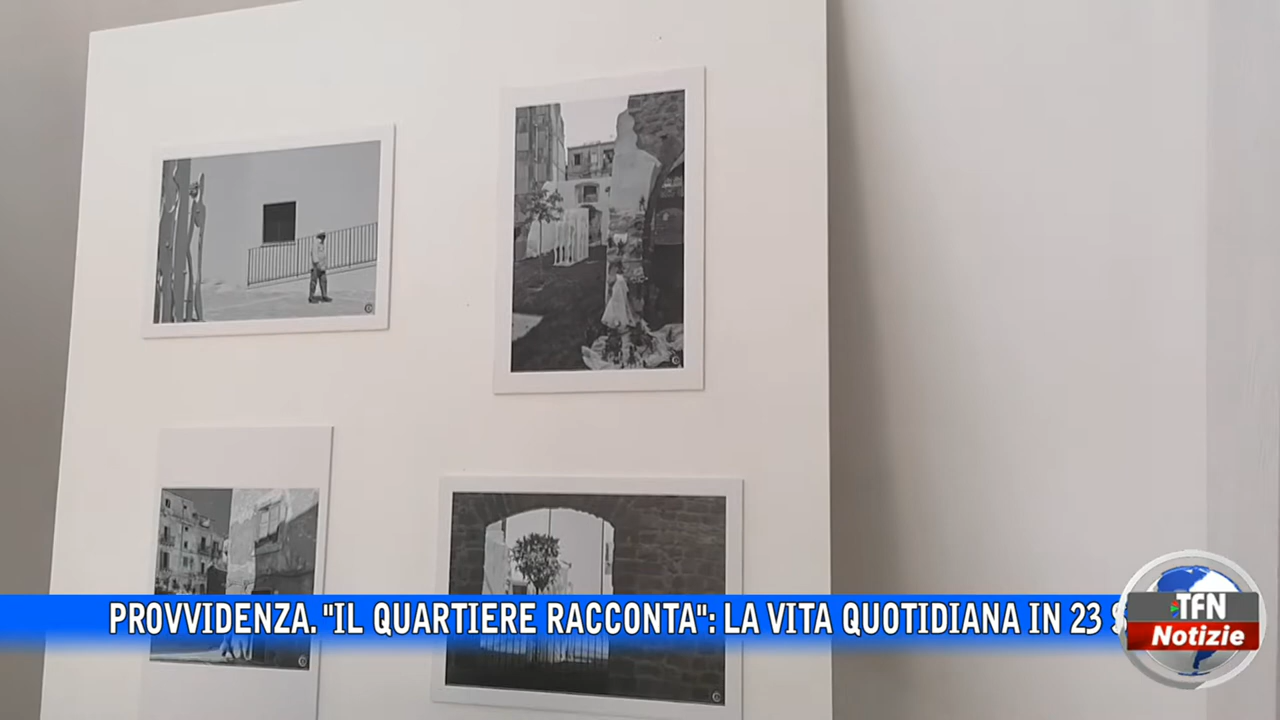 PROVVIDENZA. "IL QUARTIERE RACCONTA": LA VITA QUOTIDIANA IN 23
TFN
Notizie